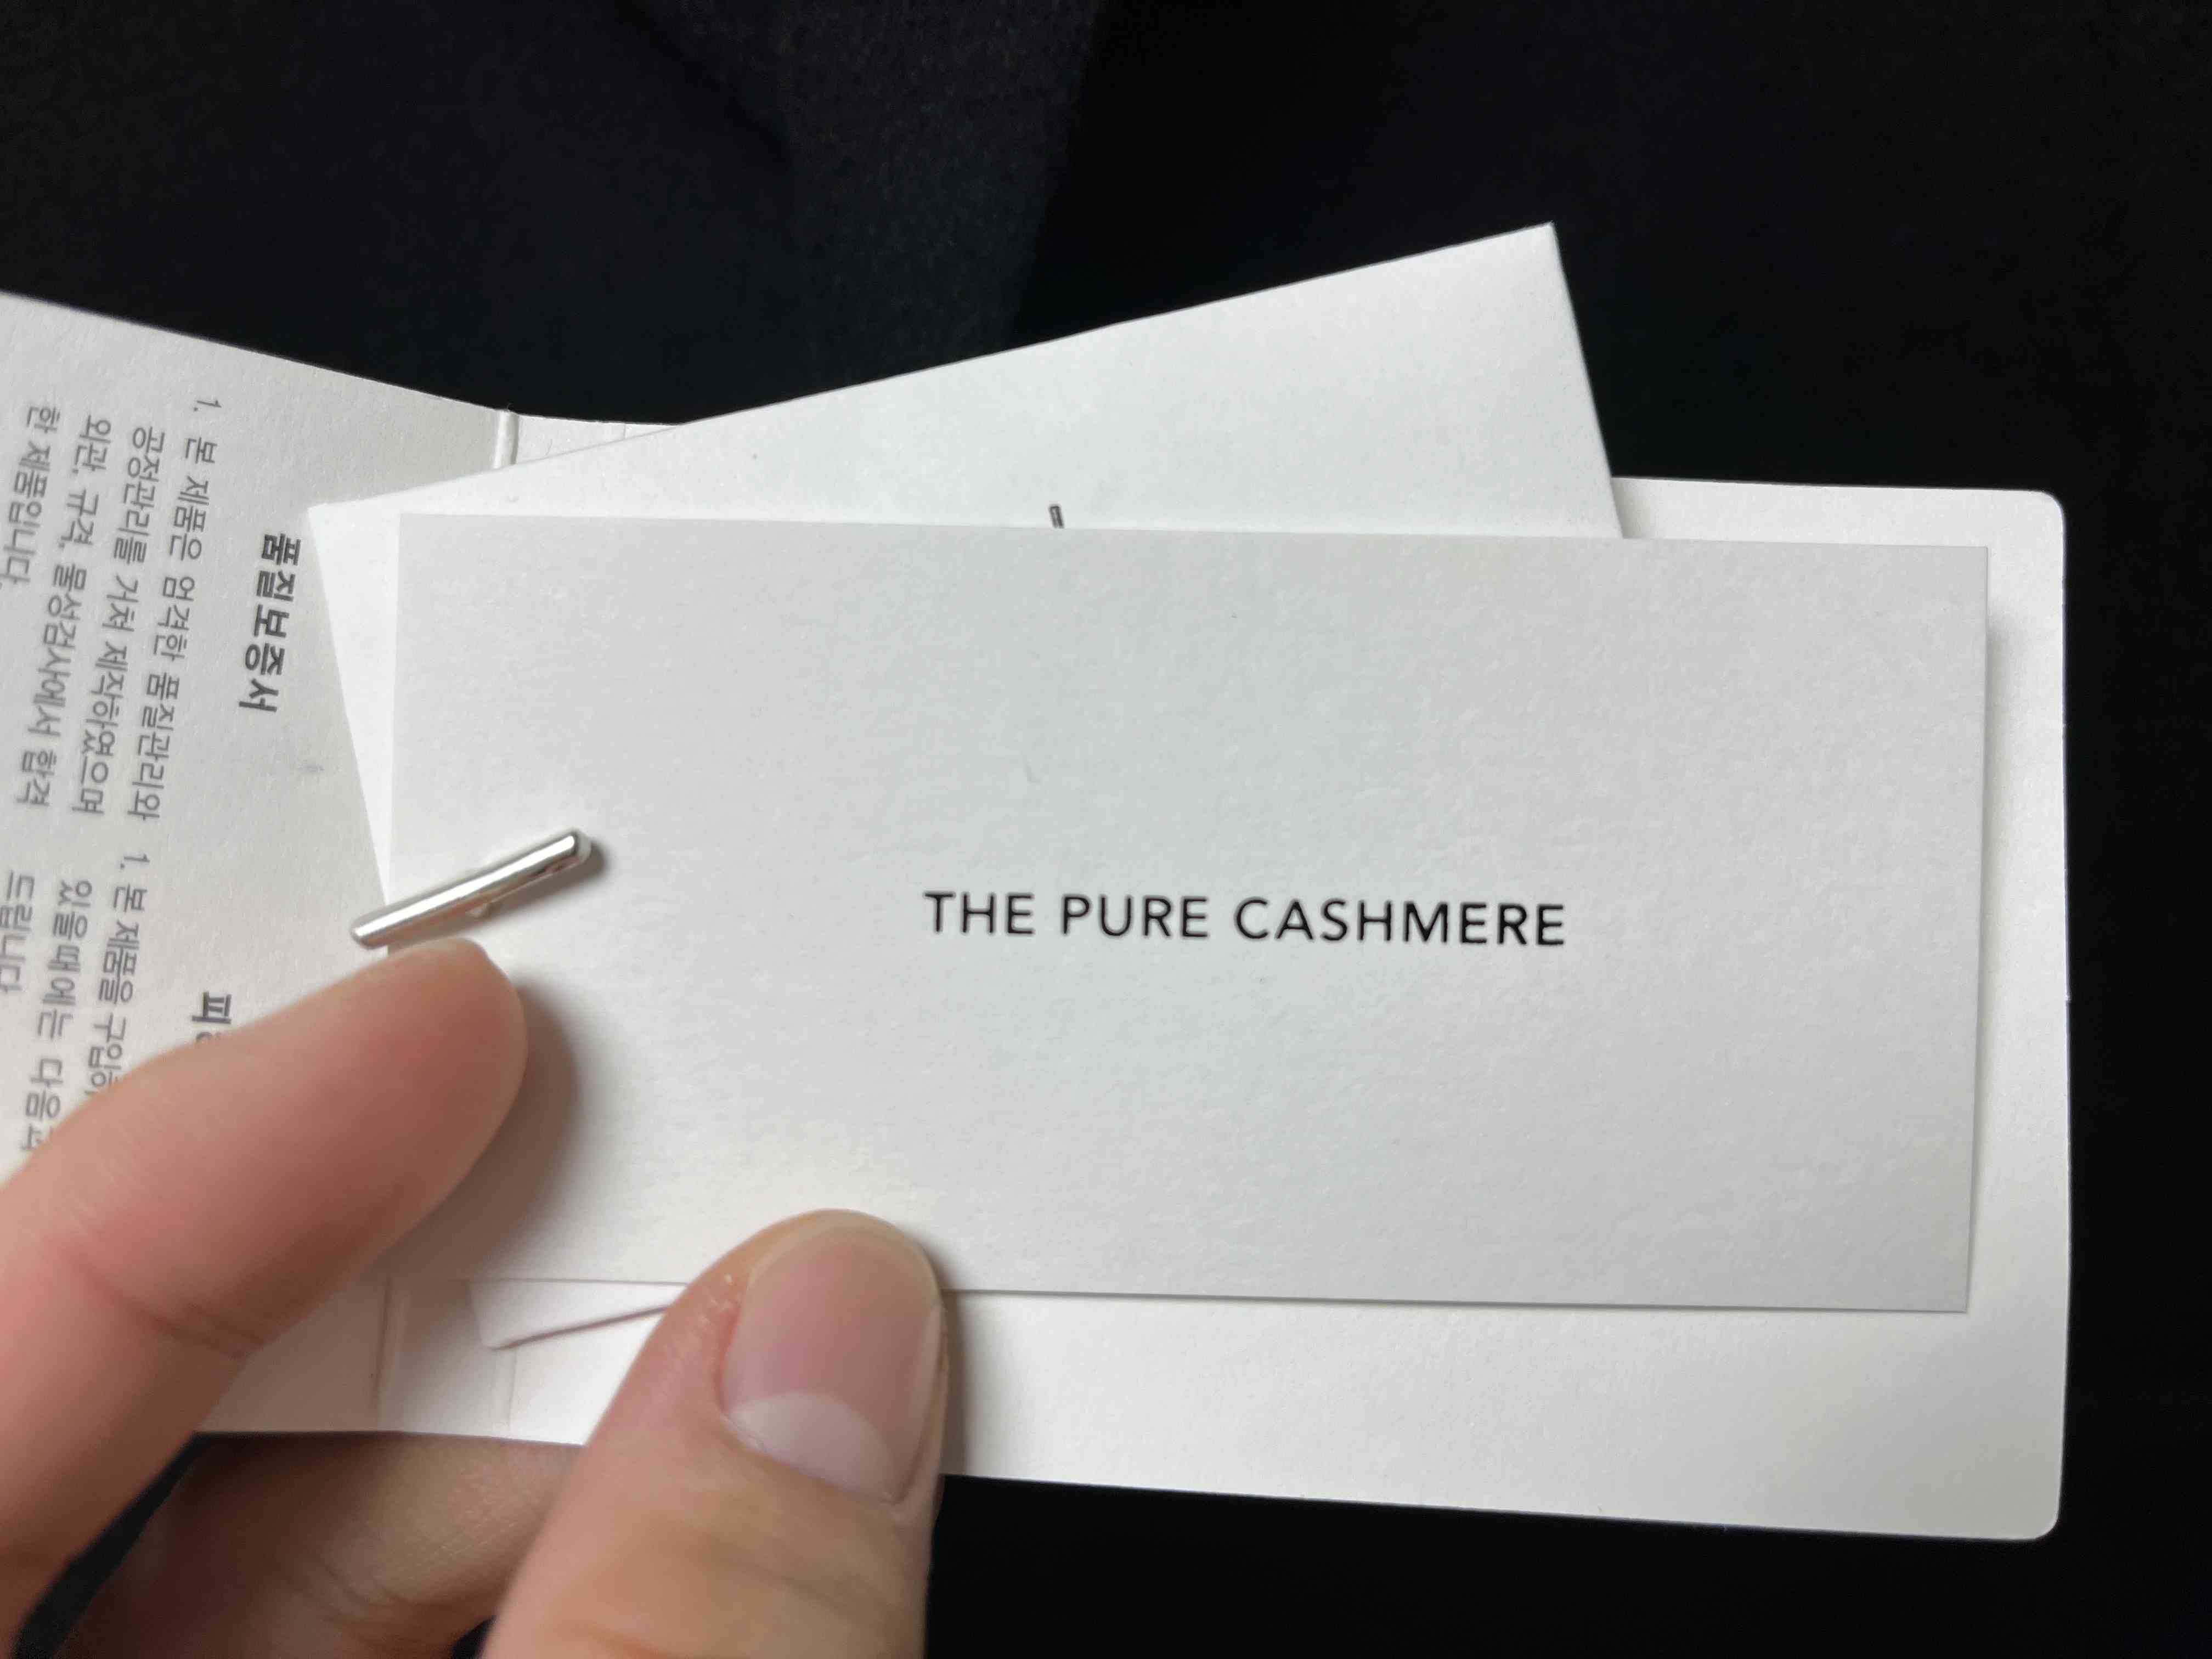 THE PURE CASHMERE
품질보증서
1. 본 제품은 엄격한 품질관리와
공정관리를 거쳐 제작하였으며
외관, 규격, 물성검사에서 합격
한 제품입니다.
1. 본 제품을
있을때에는 다음과
드립니다